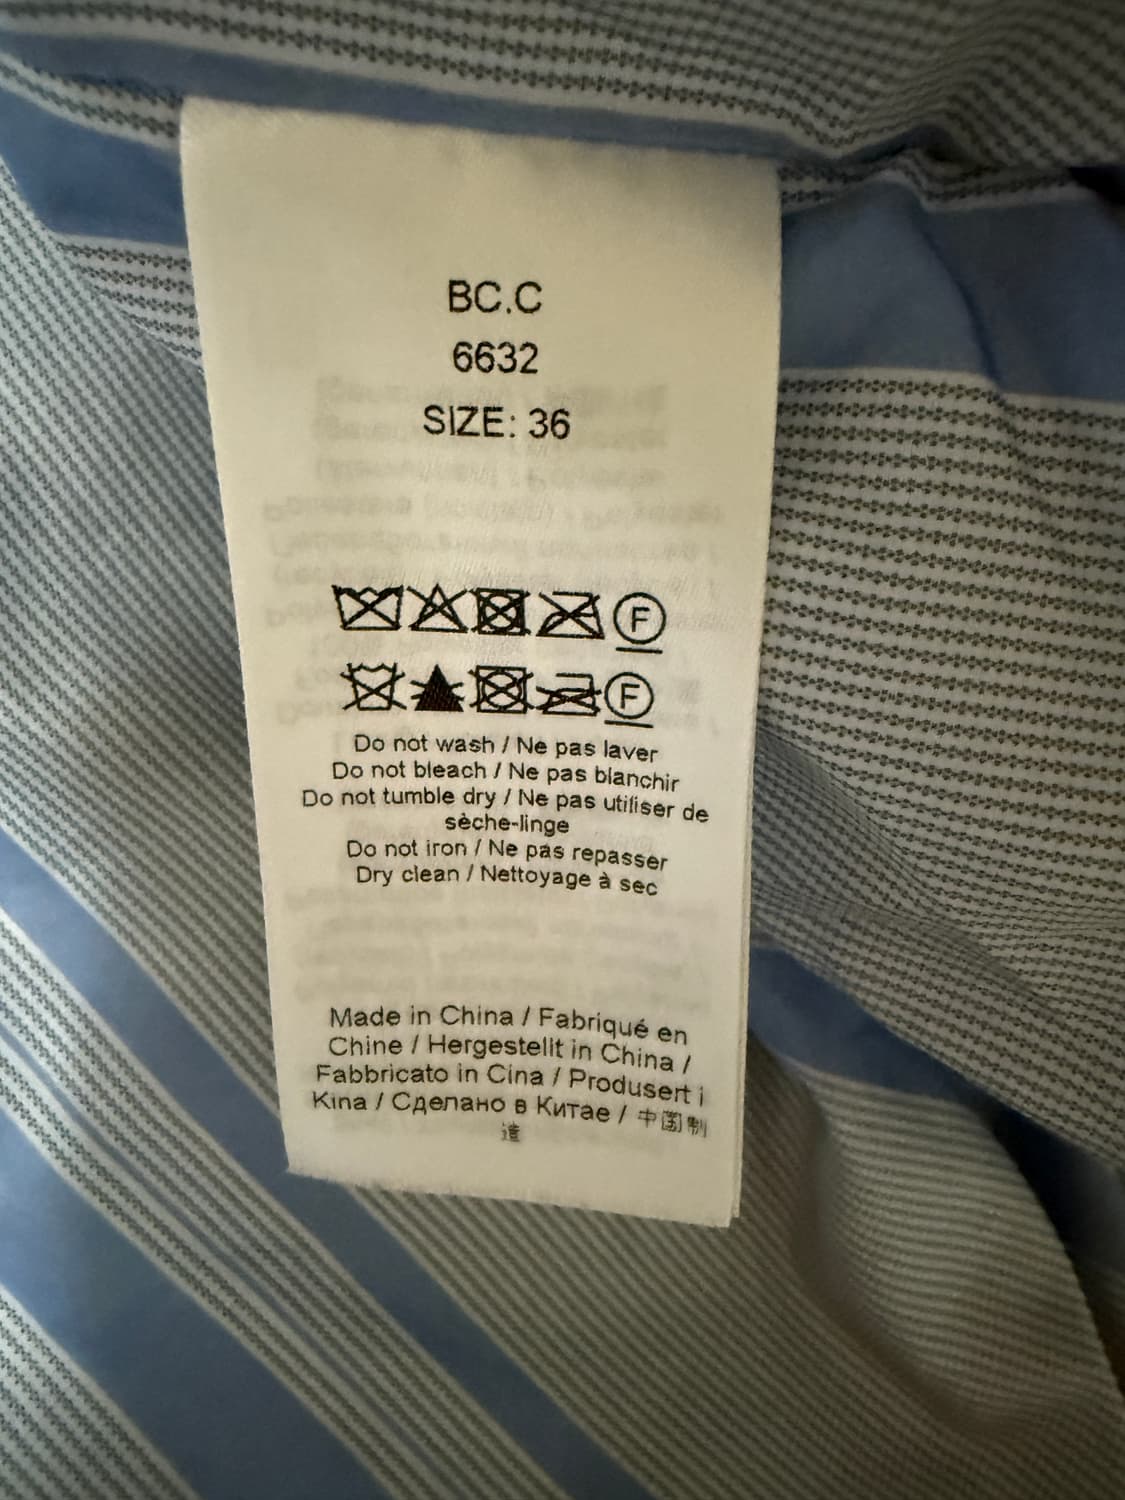 BC.C
6632
SIZE: 36
F
F
Do not wash / Ne pas laver
Do not bleach / Ne pas blanchir
Do not tumble dry / Ne pas utiliser de
sèche-linge
Do not iron / Ne pas repasser
Dry clean / Nettoyage à sec
Made in China / Fabriqué en
Chine / Hergestellt in China /
Fabbricato in Cina / Produsert i
Kina / Сделано в Китае / 中国制
造